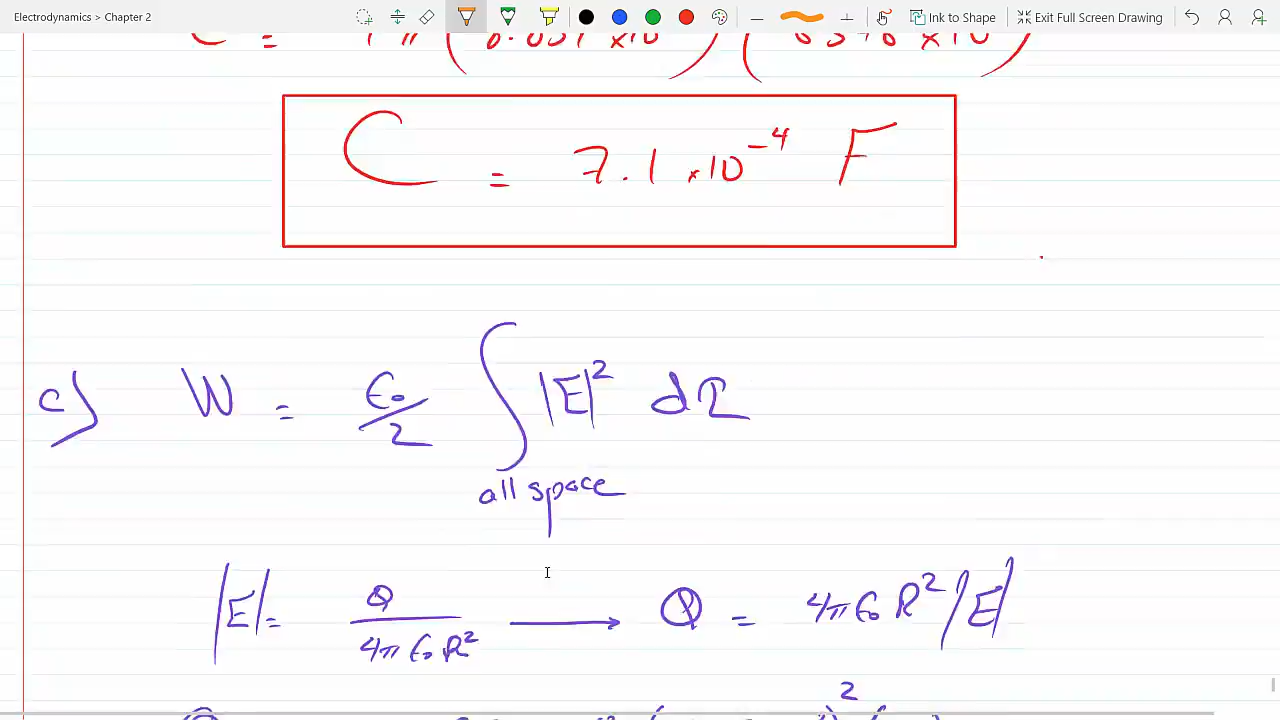 Electrodynamics > Chapter 2
Ink to Shape
Exit Full Screen Drawing
C = 7.1 ×10⁻⁴ F
c) W = ϵ₀/2 ∫ |E|² dτ
all space
|E| = Q/4πϵ₀R² → Q = 4πϵ₀R²|E|